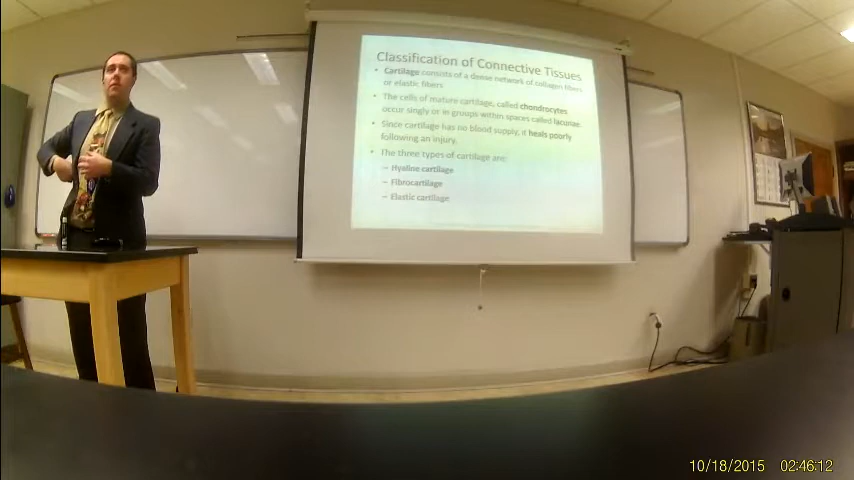 Classification of Connective Tissues
• Cartilage consists of a dense network of collagen fibers
or elastic fibers
• The cells of mature cartilage, called chondrocytes
occur singly or in groups within spaces called lacunae
• Since cartilage has no blood supply, it heals poorly
following an injury.
• The three types of cartilage are:
– Hyaline cartilage
– Fibrocartilage
– Elastic cartilage
10/18/2015 02:46:12